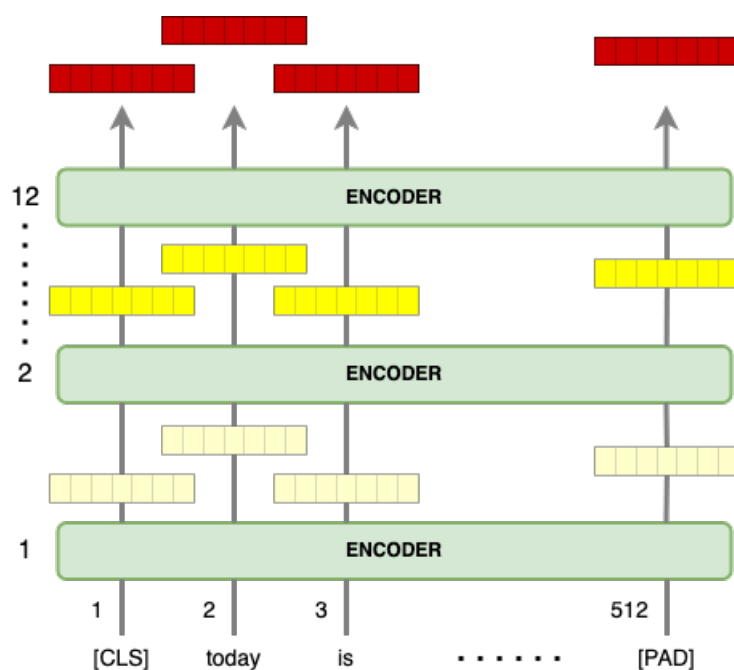 12 ENCODER
2 ENCODER
1 ENCODER
1 2 3 512
[CLS] today is . . . . . . [PAD]